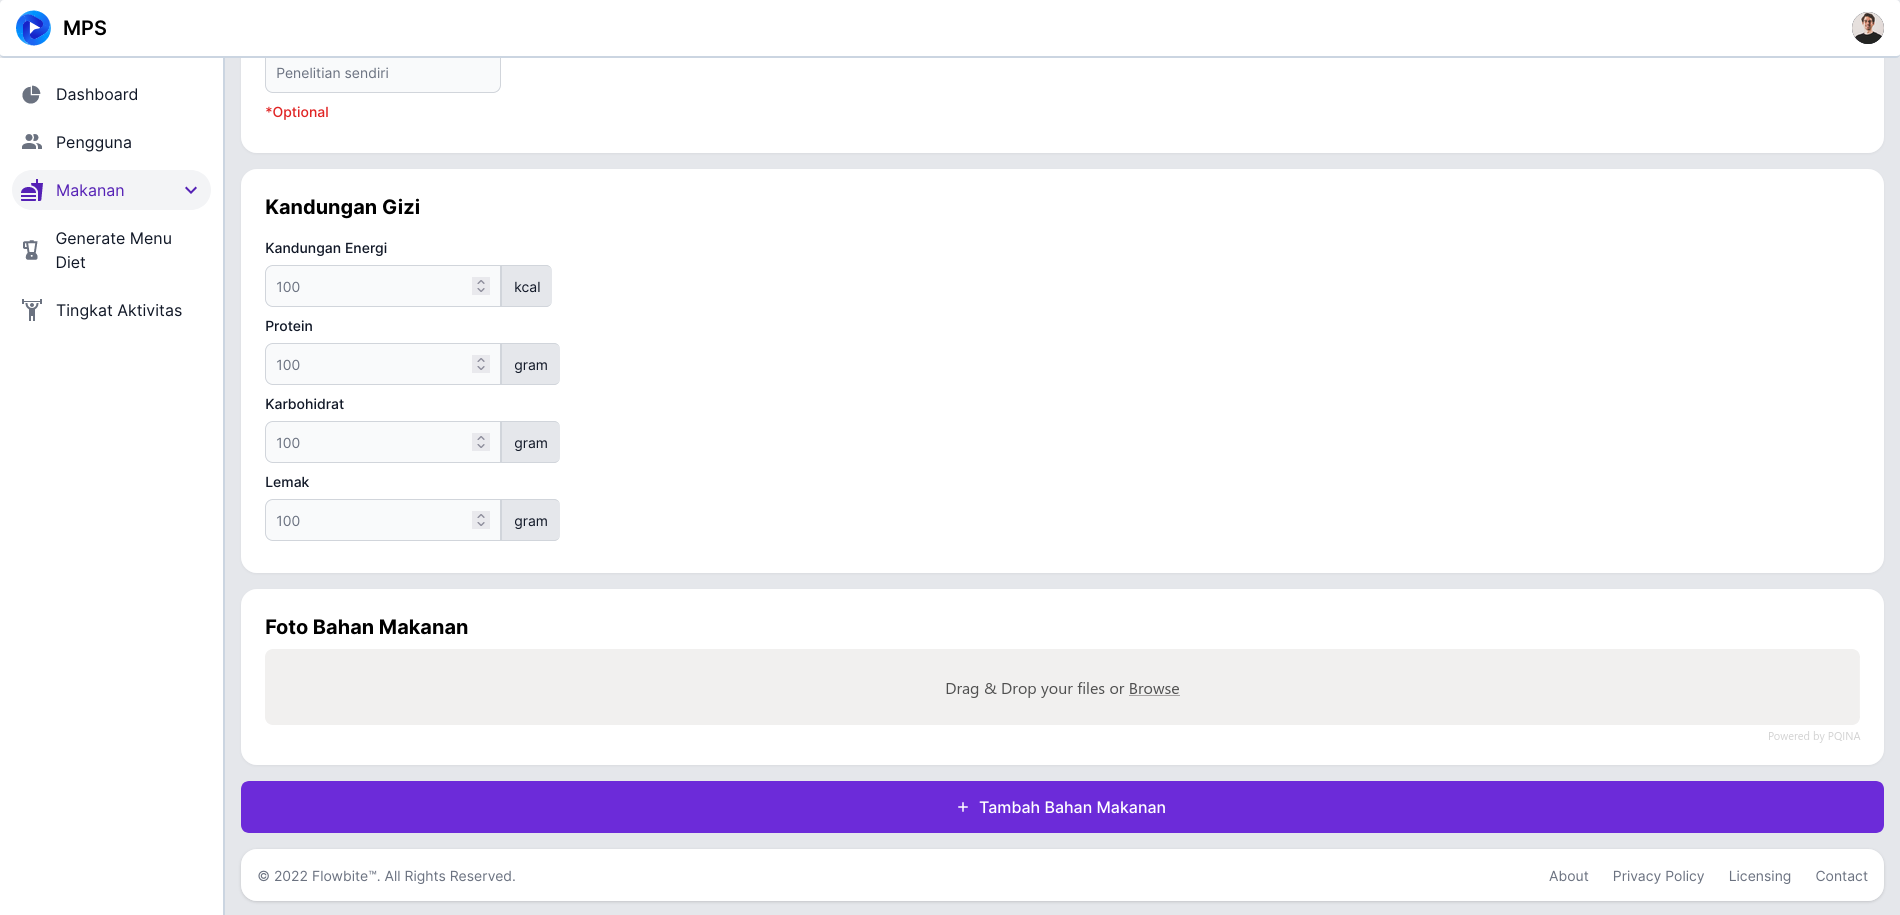 MPS
Dashboard
Pengguna
Makanan
Generate Menu
Diet
Tingkat Aktivitas
Penelitian sendiri
*Optional
Kandungan Gizi
Kandungan Energi
100 kcal
Protein
100 gram
Karbohidrat
100 gram
Lemak
100 gram
Foto Bahan Makanan
Drag & Drop your files or Browse
Powered by PQINA
+ Tambah Bahan Makanan
© 2022 Flowbite™. All Rights Reserved.
About Privacy Policy Licensing Contact